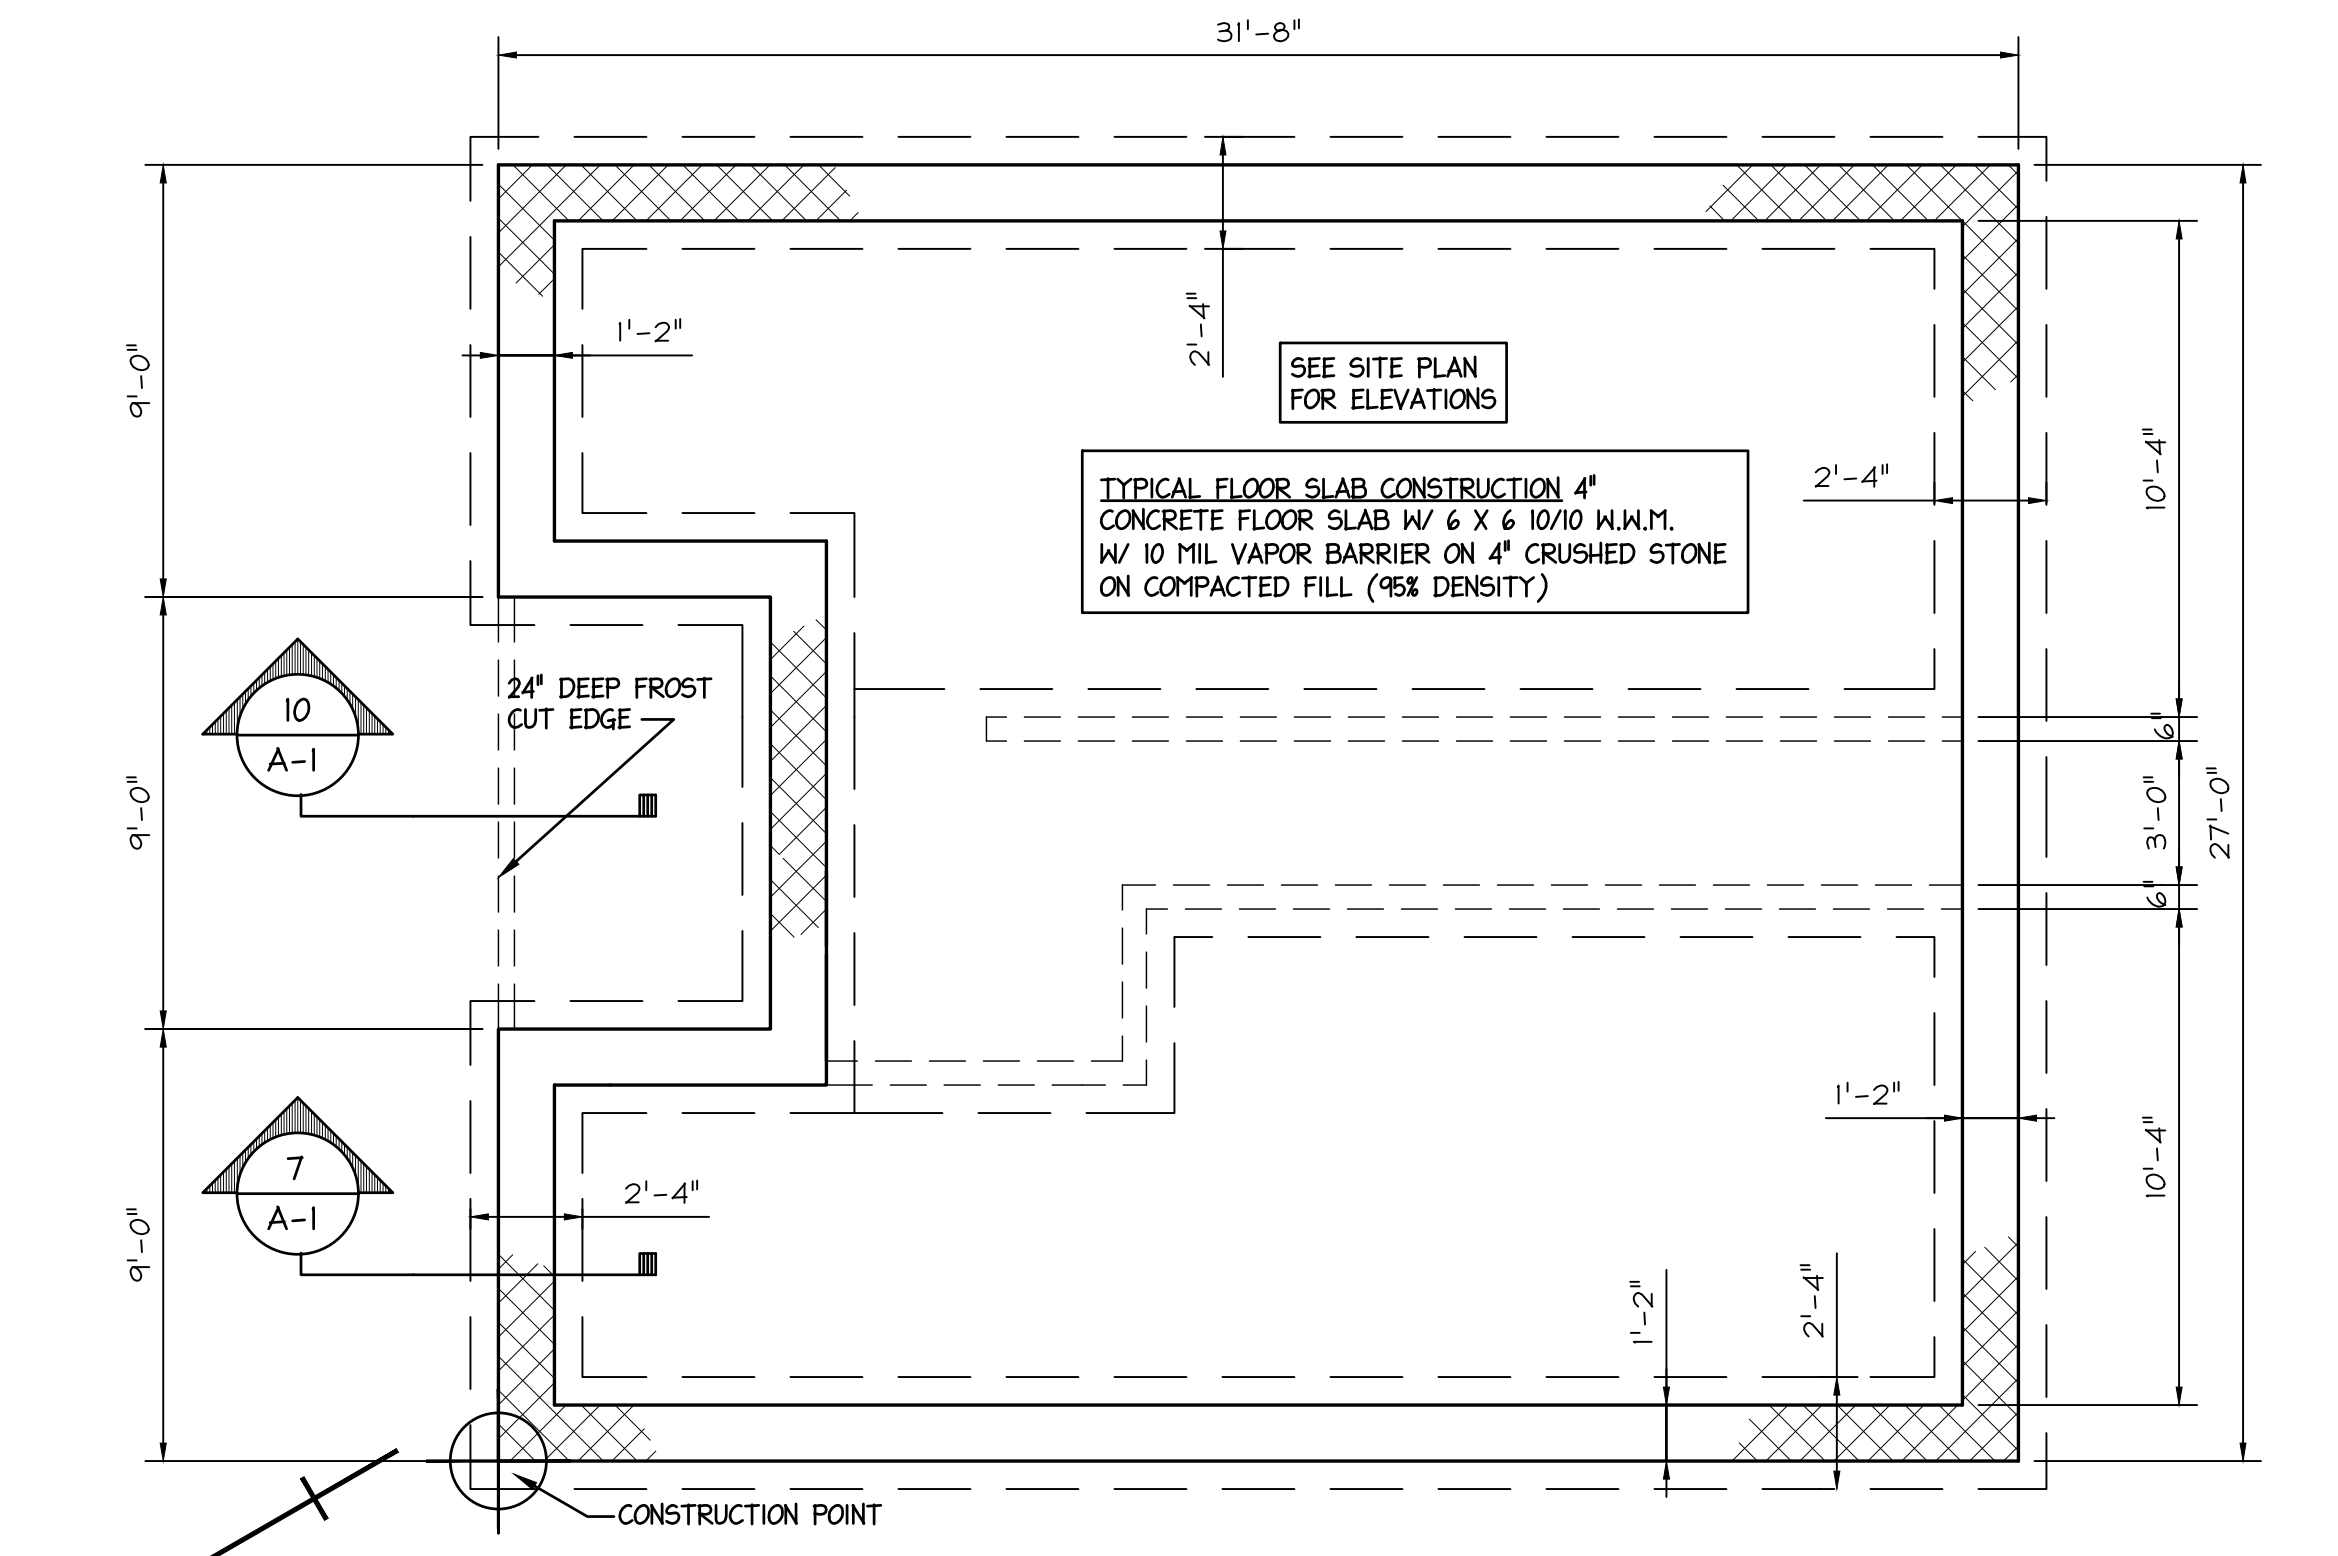 31'-8"
9'-0"
1'-2"
2'-4"
SEE SITE PLAN
FOR ELEVATIONS
2'-4"
10'-4"
TYPICAL FLOOR SLAB CONSTRUCTION 4"
CONCRETE FLOOR SLAB W/ 6 X 6 10/10 W.W.M.
W/ 10 MIL VAPOR BARRIER ON 4" CRUSHED STONE
ON COMPACTED FILL (95% DENSITY)
10
A-1
24" DEEP FROST
CUT EDGE
6"
9'-0"
3'-0"
27'-0"
6"
1'-2"
10'-4"
7
A-1
2'-4"
9'-0"
1'-2"
2'-4"
CONSTRUCTION POINT